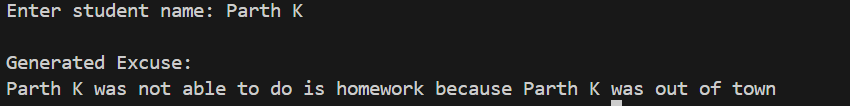 Enter student name: Parth K
Generated Excuse:
Parth K was not able to do is homework because Parth K was out of town